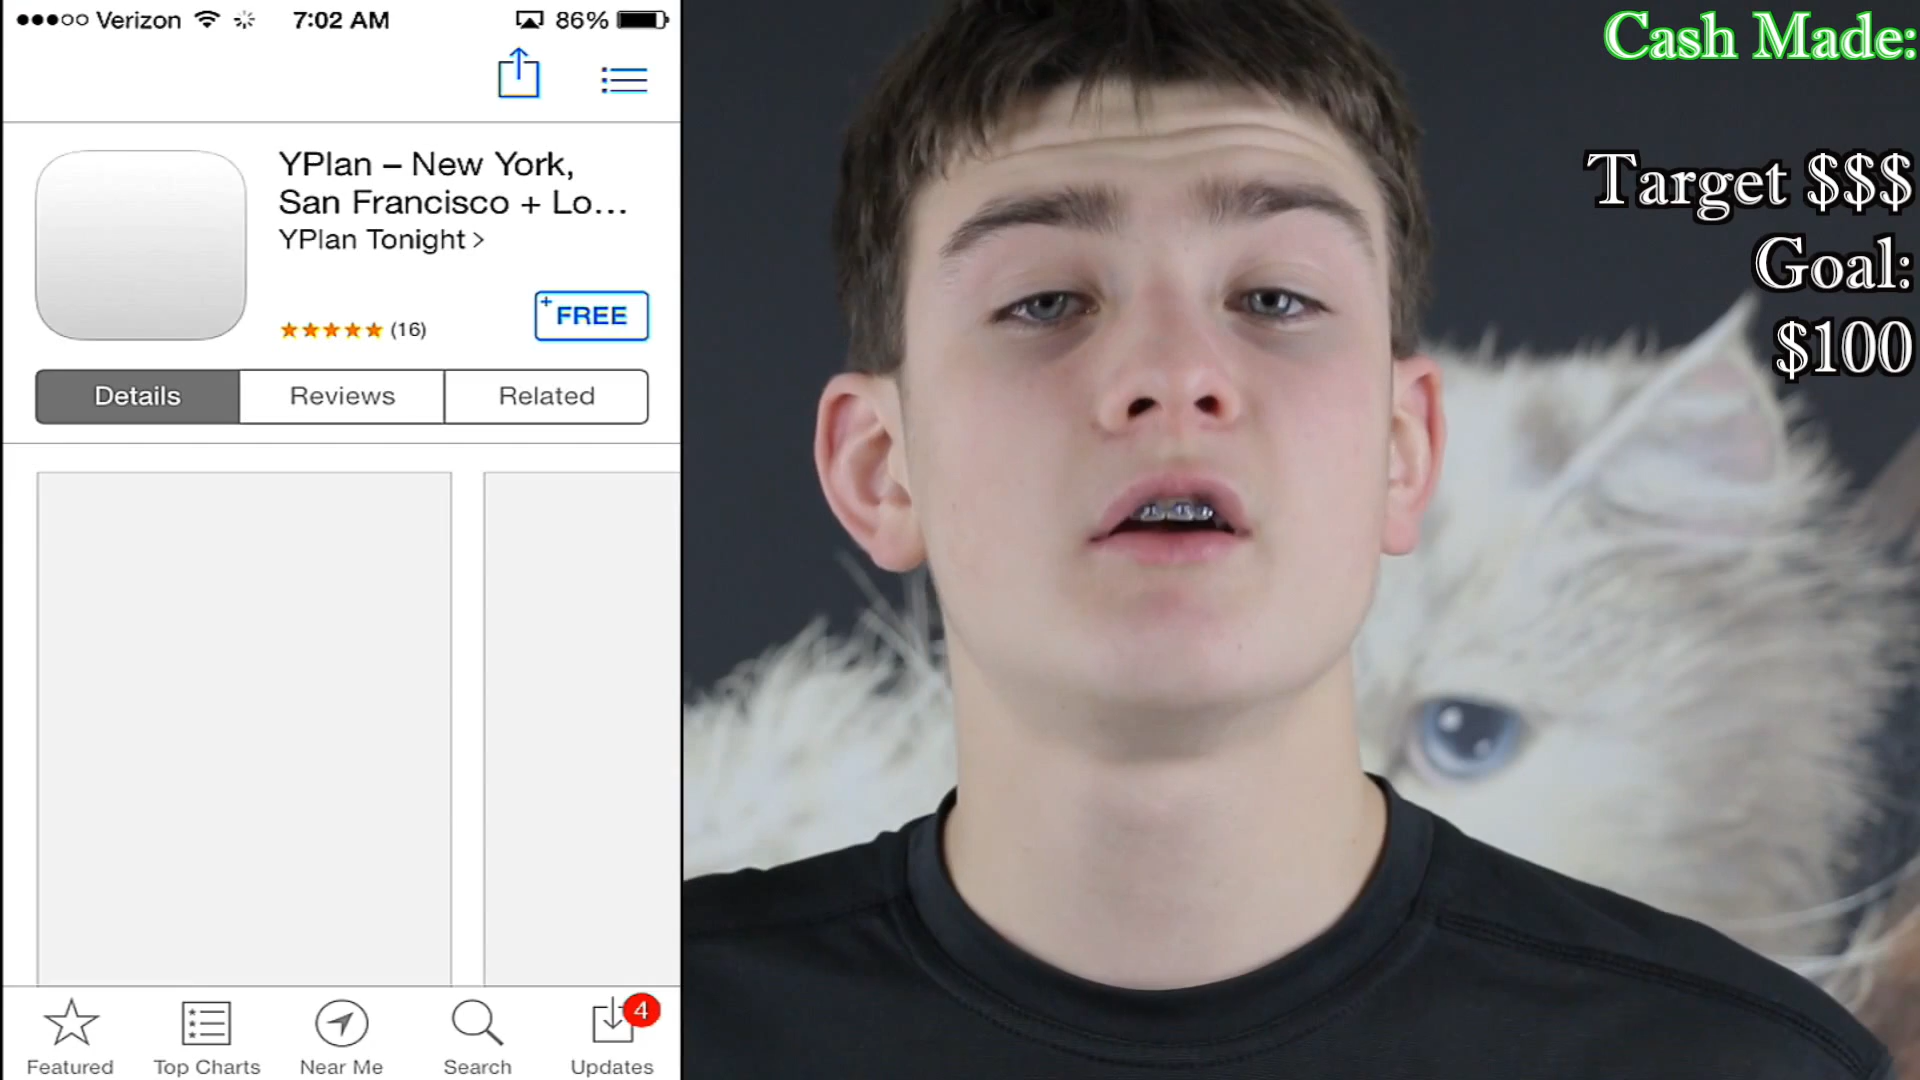 Verizon 7:02 AM 86%
YPlan – New York,
San Francisco + Lo...
YPlan Tonight >
(16)
+ FREE
Details Reviews Related
4
Featured Top Charts Near Me Search Updates
Cash Made:
Target $$$
Goal:
$100